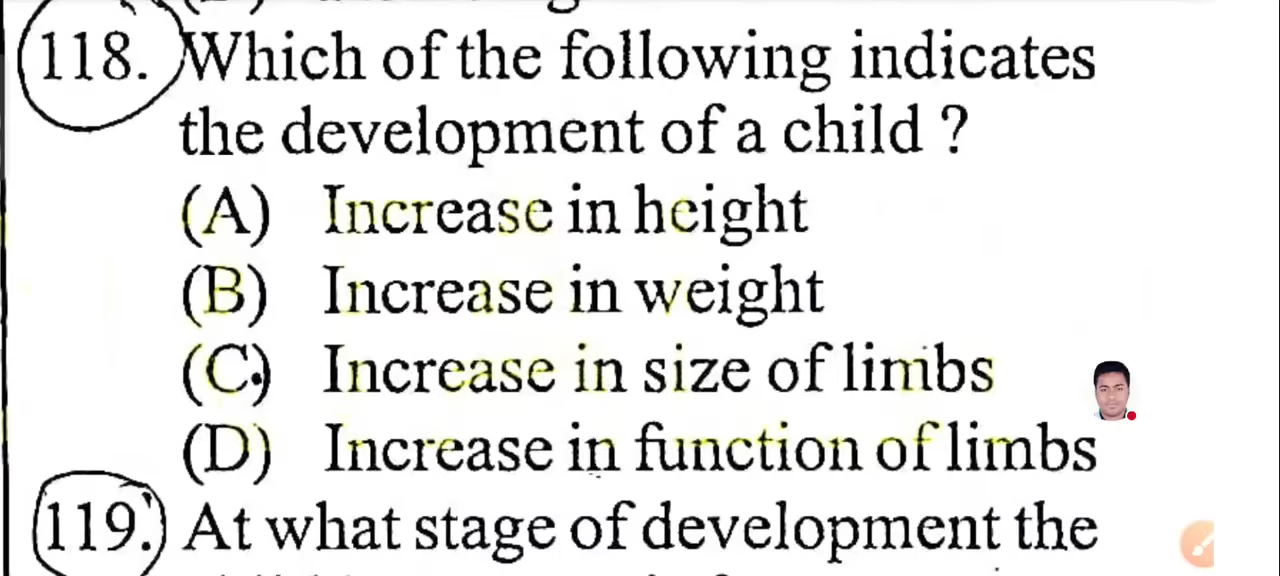 118. Which of the following indicates
the development of a child ?
(A) Increase in height
(B) Increase in weight
(C) Increase in size of limbs
(D) Increase in function of limbs
119. At what stage of development the